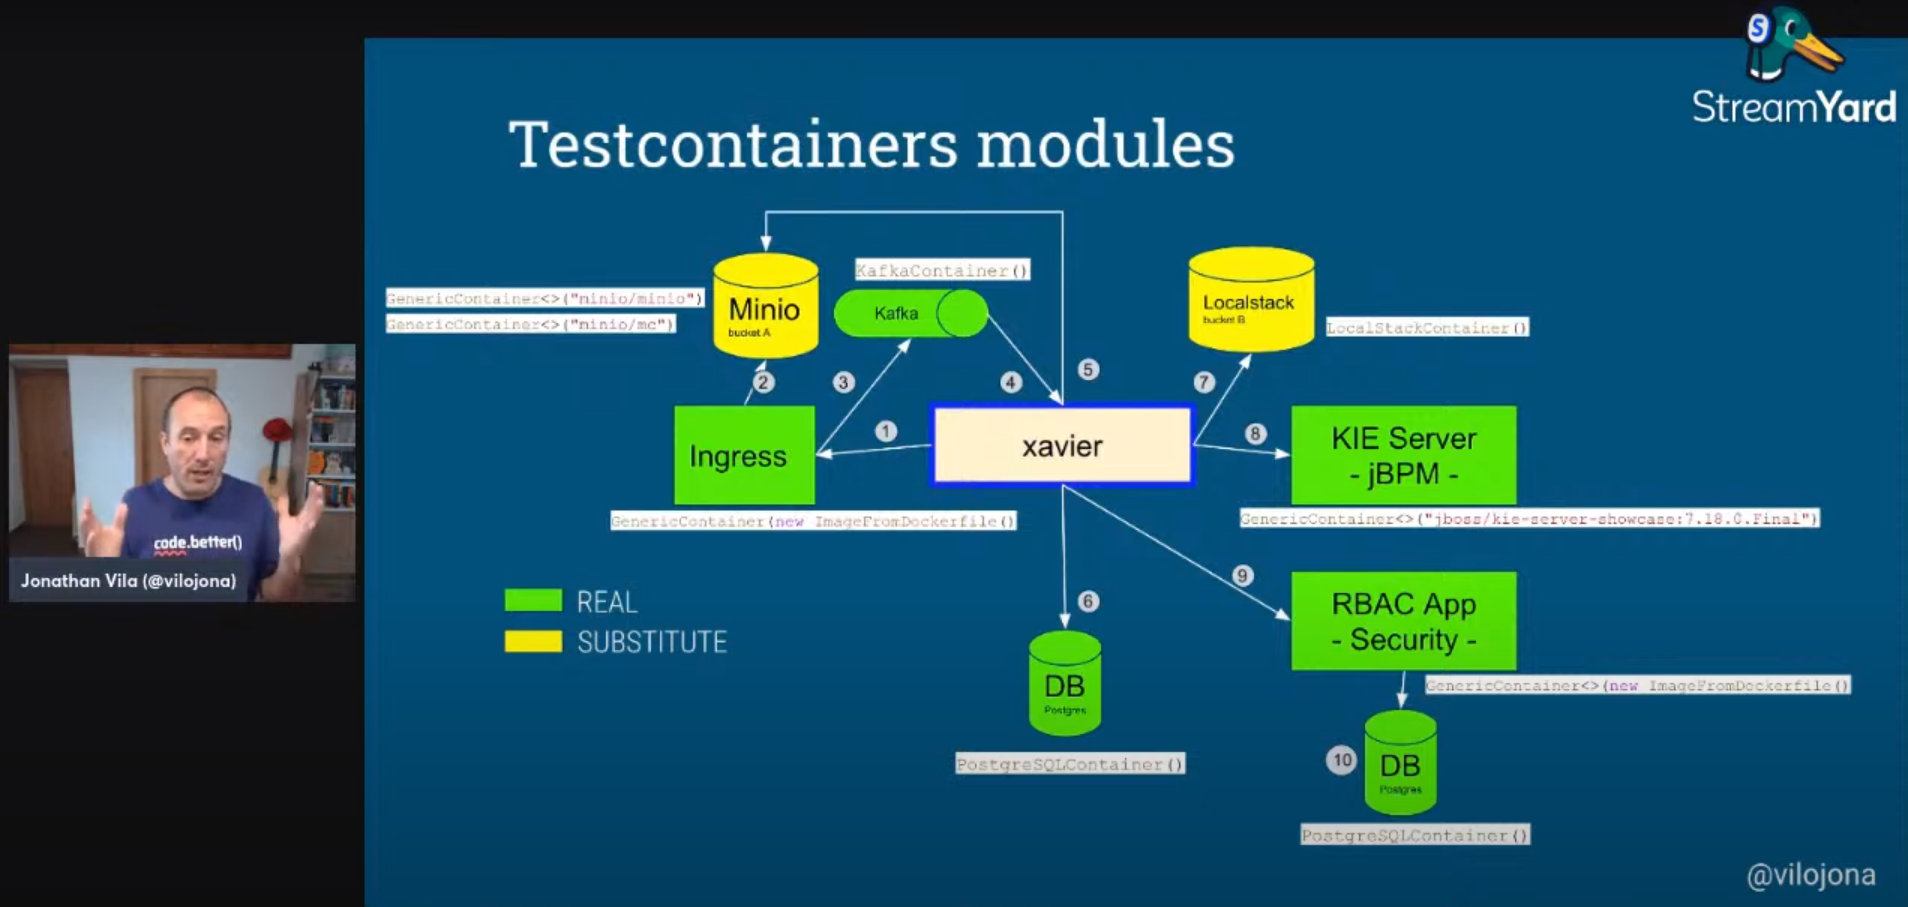 StreamYard
Testcontainers modules
KafkaContainer()
GenericContainer<>("minio/minio")
GenericContainer<>("minio/mc")
Minio
bucket A
Kafka
Localstack
bucket B
LocalStackContainer()
2
3
4
5
7
1
8
Ingress
xavier
KIE Server
- jBPM -
GenericContainer(new ImageFromDockerfile()
GenericContainer<>("jboss/kie-server-showcase:7.18.0.Final")
code.better()
Jonathan Vila (@vilojona)
REAL
SUBSTITUTE
6
9
RBAC App
- Security -
GenericContainer<>(new ImageFromDockerfile()
DB
Postgres
PostgreSQLContainer()
10
DB
Postgres
PostgreSQLContainer()
@vilojona